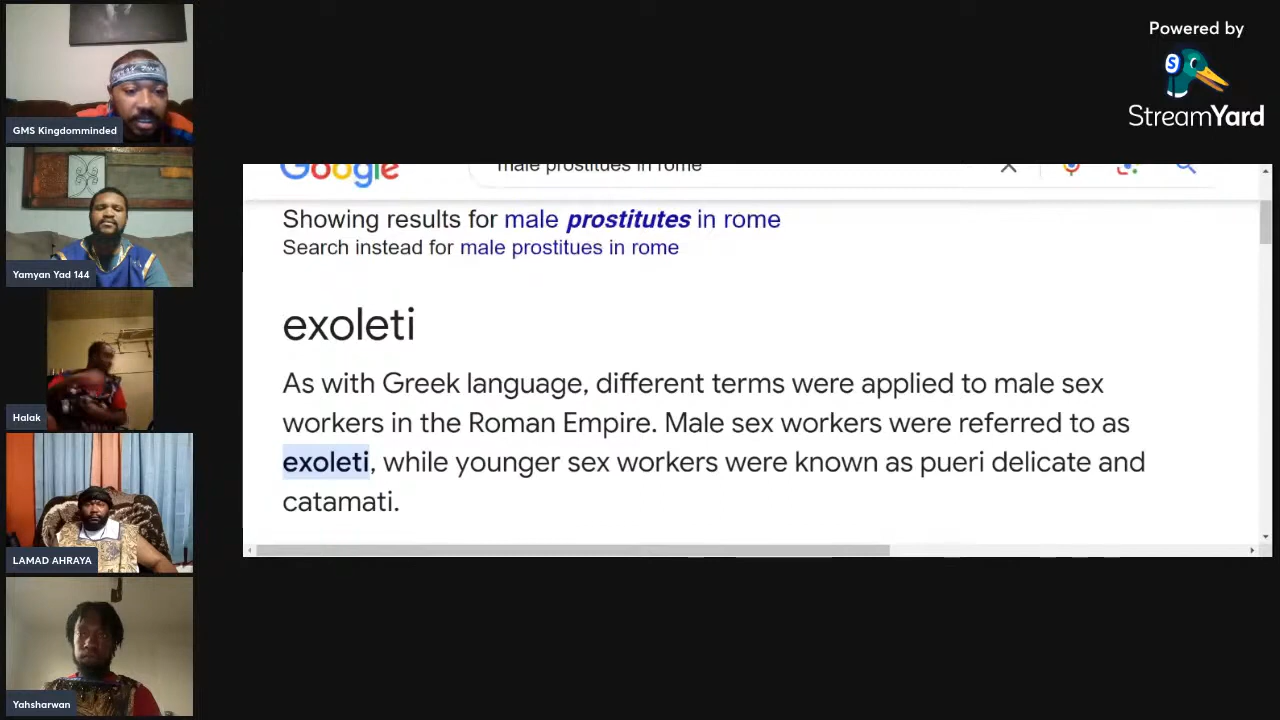 Powered by
StreamYard
GMS Kingdomminded
Yamyan Yad 144
Halak
LAMAD AHRAYA
Yahsharwan
Google
male prostitues in rome
Showing results for male prostitutes in rome
Search instead for male prostitues in rome
exoleti
As with Greek language, different terms were applied to male sex
workers in the Roman Empire. Male sex workers were referred to as
exoleti, while younger sex workers were known as pueri delicate and
catamati.